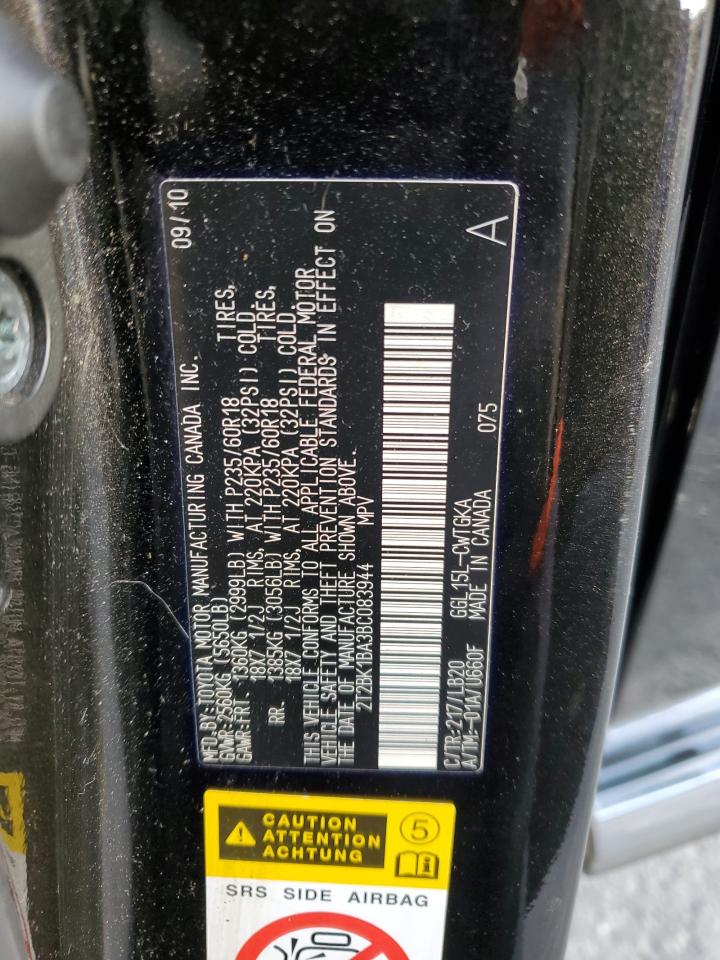 MFD.BY:TOYOTA MOTOR MANUFACTURING CANADA INC. 09/10
GVWR:2560KG (5650LB)
GAWR:FRT. 1360KG (2999LB) WITH P235/60R18 TIRES,
18X7 1/2J RIMS, AT 220KPA (32PSI) COLD.
RR. 1385KG (3056LB) WITH P235/60R18 TIRES,
18X7 1/2J RIMS, AT 220KPA (32PSI) COLD.
THIS VEHICLE CONFORMS TO ALL APPLICABLE FEDERAL MOTOR
VEHICLE SAFETY AND THEFT PREVENTION STANDARDS IN EFFECT ON
THE DATE OF MANUFACTURE SHOWN ABOVE.
2T2BK1BA3BC083944 MPV
C/TR:217/LB20 GGL15L-CWTGKA 075
A/TM:-01A/U660F MADE IN CANADA A
CAUTION
ATTENTION
ACHTUNG
5
i
SRS SIDE AIRBAG